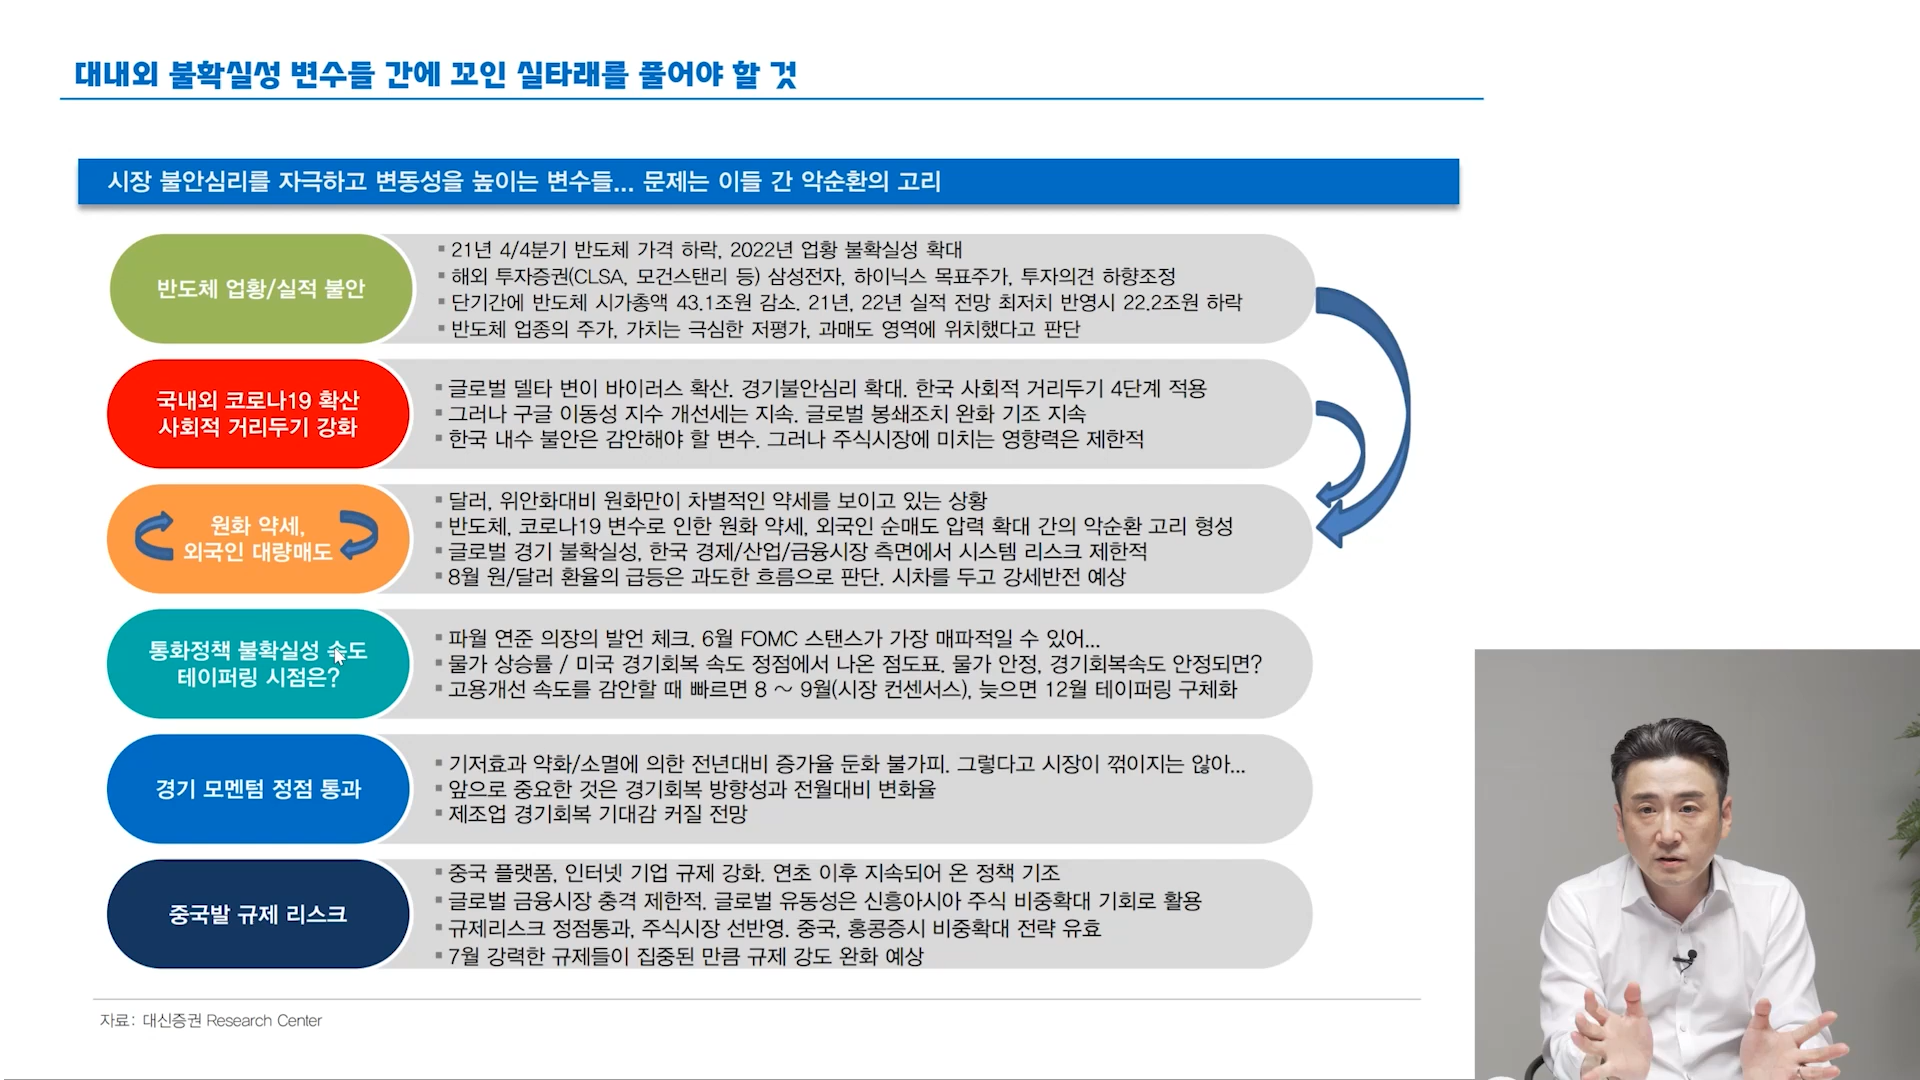 대내외 불확실성 변수들 간에 꼬인 실타래를 풀어야 할 것
시장 불안심리를 자극하고 변동성을 높이는 변수들... 문제는 이들 간 악순환의 고리
반도체 업황/실적 불안
▪ 21년 4/4분기 반도체 가격 하락, 2022년 업황 불확실성 확대
▪ 해외 투자증권(CLSA, 모건스탠리 등) 삼성전자, 하이닉스 목표주가, 투자의견 하향조정
▪ 단기간에 반도체 시가총액 43.1조원 감소. 21년, 22년 실적 전망 최저치 반영시 22.2조원 하락
▪ 반도체 업종의 주가, 가치는 극심한 저평가, 과매도 영역에 위치했다고 판단
국내외 코로나19 확산
사회적 거리두기 강화
▪ 글로벌 델타 변이 바이러스 확산. 경기불안심리 확대. 한국 사회적 거리두기 4단계 적용
▪ 그러나 구글 이동성 지수 개선세는 지속. 글로벌 봉쇄조치 완화 기조 지속
▪ 한국 내수 불안은 감안해야 할 변수. 그러나 주식시장에 미치는 영향력은 제한적
원화 약세,
외국인 대량매도
▪ 달러, 위안화대비 원화만이 차별적인 약세를 보이고 있는 상황
▪ 반도체, 코로나19 변수로 인한 원화 약세, 외국인 순매도 압력 확대 간의 악순환 고리 형성
▪ 글로벌 경기 불확실성, 한국 경제/산업/금융시장 측면에서 시스템 리스크 제한적
▪ 8월 원/달러 환율의 급등은 과도한 흐름으로 판단. 시차를 두고 강세반전 예상
통화정책 불확실성 속도
테이퍼링 시점은?
▪ 파월 연준 의장의 발언 체크. 6월 FOMC 스탠스가 가장 매파적일 수 있어...
▪ 물가 상승률 / 미국 경기회복 속도 정점에서 나온 점도표. 물가 안정, 경기회복속도 안정되면?
▪ 고용개선 속도를 감안할 때 빠르면 8 ~ 9월(시장 컨센서스), 늦으면 12월 테이퍼링 구체화
경기 모멘텀 정점 통과
▪ 기저효과 약화/소멸에 의한 전년대비 증가율 둔화 불가피. 그렇다고 시장이 꺾이지는 않아...
▪ 앞으로 중요한 것은 경기회복 방향성과 전월대비 변화율
▪ 제조업 경기회복 기대감 커질 전망
중국발 규제 리스크
▪ 중국 플랫폼, 인터넷 기업 규제 강화. 연초 이후 지속되어 온 정책 기조
▪ 글로벌 금융시장 충격 제한적. 글로벌 유동성은 신흥아시아 주식 비중확대 기회로 활용
▪ 규제리스크 정점통과, 주식시장 선반영. 중국, 홍콩증시 비중확대 전략 유효
▪ 7월 강력한 규제들이 집중된 만큼 규제 강도 완화 예상
자료: 대신증권 Research Center